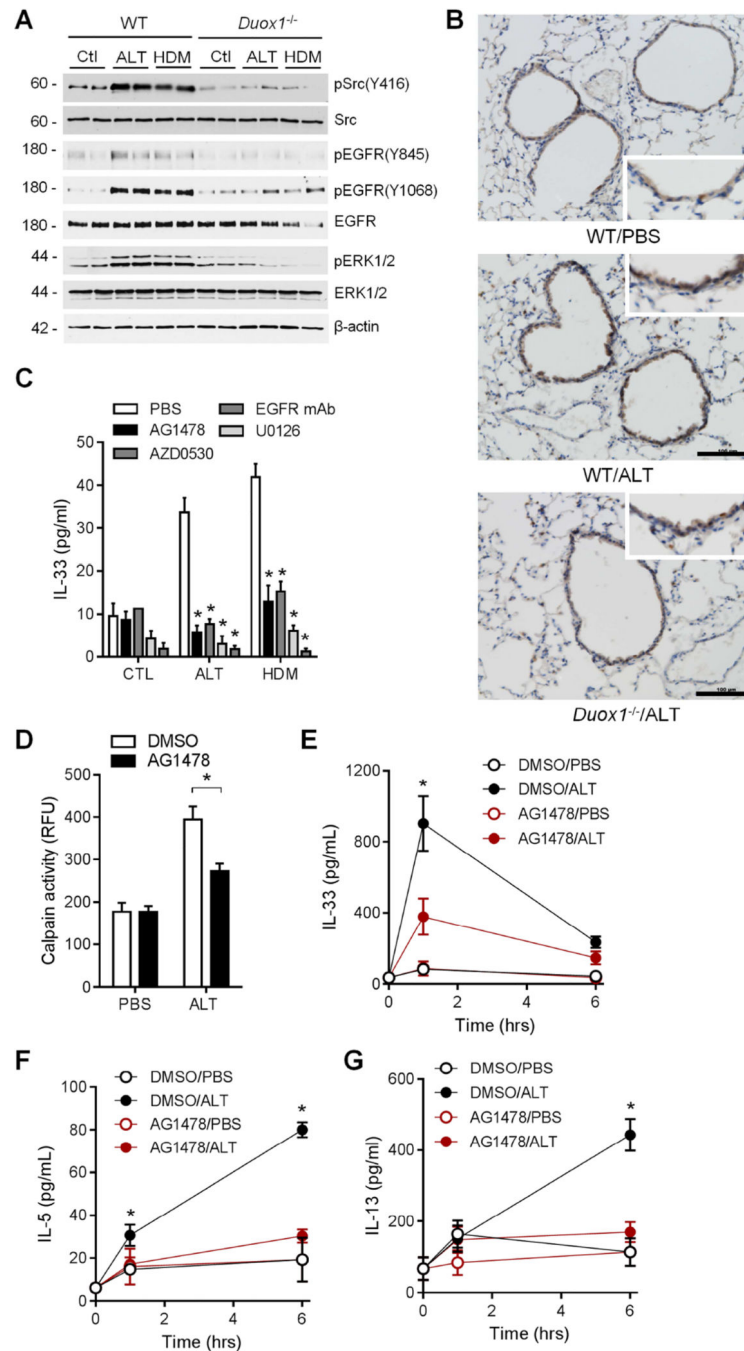 A
WT
Duox1-/-
Ctl ALT HDM Ctl ALT HDM
60 - pSrc(Y416)
60 - Src
180 - pEGFR(Y845)
180 - pEGFR(Y1068)
180 - EGFR
44 - pERK1/2
44 - ERK1/2
42 - β-actin
B
WT/PBS
100 μm
WT/ALT
100 μm
Duox1-/-/ALT
C
PBS
AG1478
AZD0530
EGFR mAb
U0126
IL-33 (pg/ml)
50
40
30
20
10
0
* * * *
* * * *
CTL ALT HDM
D
DMSO
AG1478
Calpain activity (RFU)
500
400
300
200
100
0
*
PBS ALT
E
DMSO/PBS
DMSO/ALT
AG1478/PBS
AG1478/ALT
IL-33 (pg/mL)
1200
800
400
0
*
0 2 4 6
Time (hrs)
F
DMSO/PBS
DMSO/ALT
AG1478/PBS
AG1478/ALT
IL-5 (pg/mL)
100
80
60
40
20
0
* *
0 2 4 6
Time (hrs)
G
DMSO/PBS
DMSO/ALT
AG1478/PBS
AG1478/ALT
IL-13 (pg/ml)
600
400
200
0
*
0 2 4 6
Time (hrs)